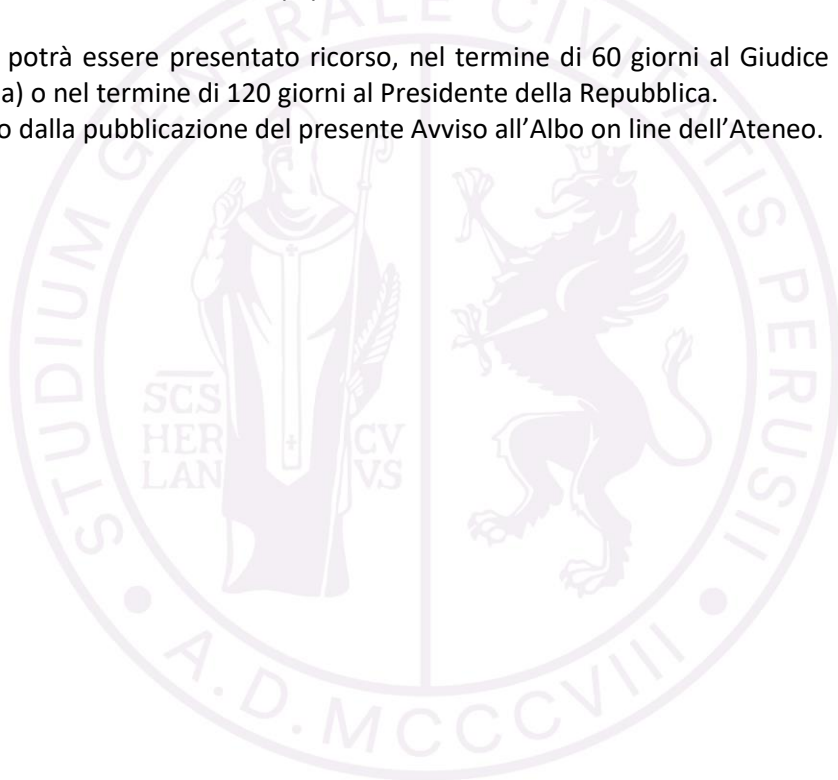 potrà essere presentato ricorso, nel termine di 60 giorni al Giudice
a) o nel termine di 120 giorni al Presidente della Repubblica.
o dalla pubblicazione del presente Avviso all'Albo on line dell'Ateneo.
STUDIUM GENERALE CIVITATIS PERUSII
SCS
HER
LAN
CV
VS
A.D. MCCCVIII